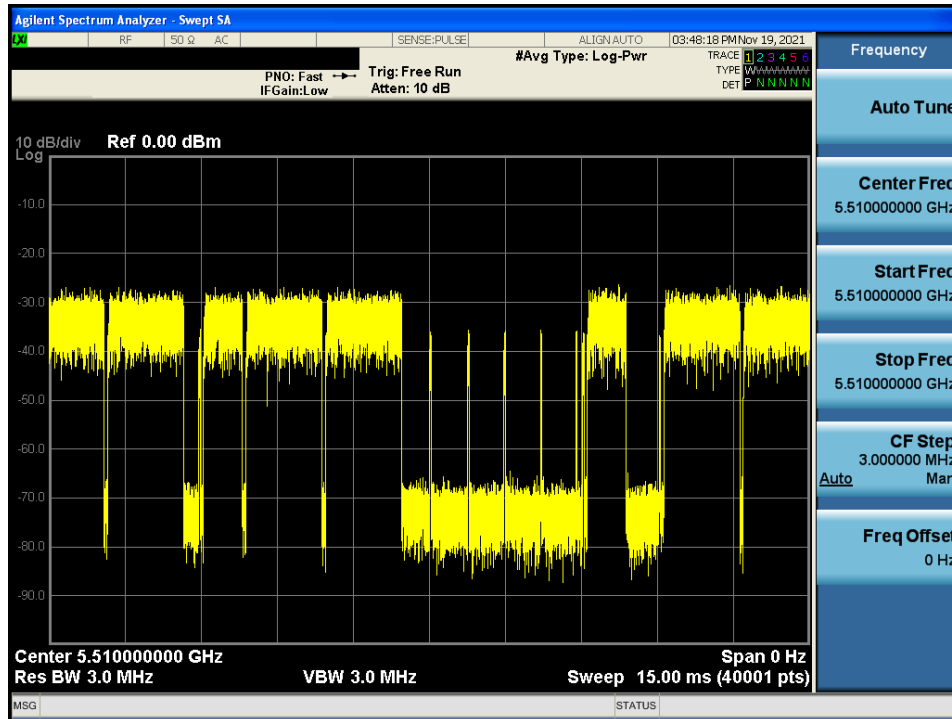 Agilent Spectrum Analyzer - Swept SA
LXI RF 50 Ω AC SENSE:PULSE ALIGN AUTO 03:48:18 PM Nov 19, 2021
Frequency
#Avg Type: Log-Pwr
TRACE 1 2 3 4 5 6
PNO: Fast Trig: Free Run
TYPE WWWWWW
IFGain:Low Atten: 10 dB
DET P N N N N N
Auto Tune
10 dB/div Ref 0.00 dBm
Log
Center Freq
5.510000000 GHz
-10.0
-20.0
Start Freq
5.510000000 GHz
-30.0
-40.0
Stop Freq
5.510000000 GHz
-50.0
-60.0
CF Step
3.000000 MHz
Auto Man
-70.0
-80.0
Freq Offset
0 Hz
-90.0
Center 5.510000000 GHz Span 0 Hz
Res BW 3.0 MHz VBW 3.0 MHz Sweep 15.00 ms (40001 pts)
MSG STATUS